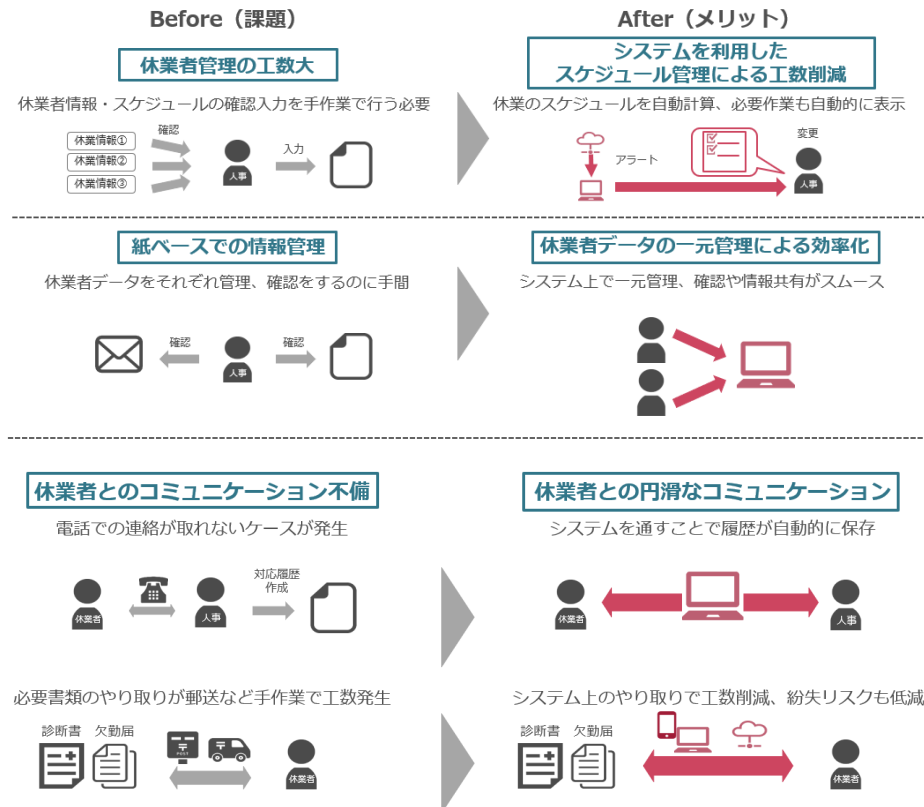 Before（課題）
After（メリット）
休業者管理の工数大
システムを利用した
スケジュール管理による工数削減
休業者情報・スケジュールの確認入力を手作業で行う必要
休業のスケジュールを自動計算、必要作業も自動的に表示
休業情報①
休業情報②
休業情報③
確認
人事
入力
アラート
変更
人事
紙ベースでの情報管理
休業者データの一元管理による効率化
休業者データをそれぞれ管理、確認をするのに手間
システム上で一元管理、確認や情報共有がスムース
確認
人事
確認
休業者とのコミュニケーション不備
休業者との円滑なコミュニケーション
電話での連絡が取れないケースが発生
システムを通すことで履歴が自動的に保存
休業者
人事
対応履歴
作成
休業者
人事
必要書類のやり取りが郵送など手作業で工数発生
システム上のやり取りで工数削減、紛失リスクも低減
診断書
欠勤届
〒
POST
〒
休業者
診断書
欠勤届
〒
休業者